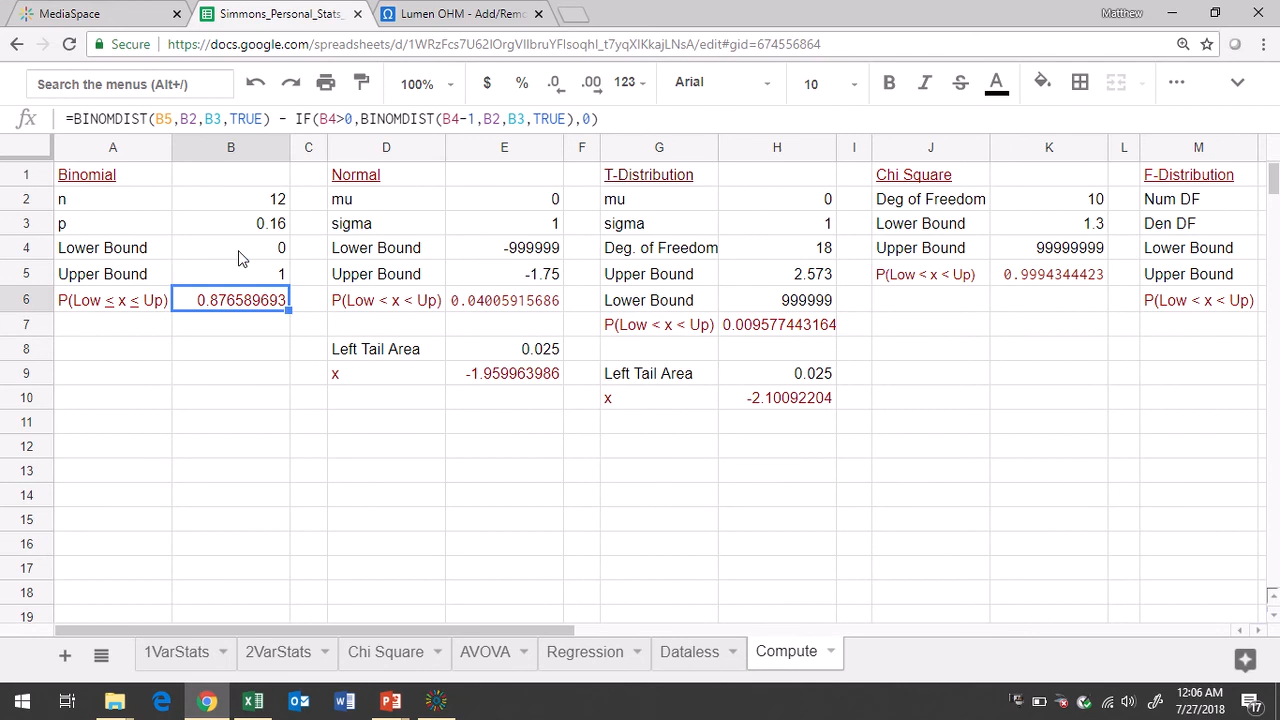 MediaSpace Simmons_Personal_Stats_ Lumen OHM - Add/Remo Matthew
Secure https://docs.google.com/spreadsheets/d/1WRzFcs7U62IOrgVIlbruYFIsoqhI_t7yqXIKkajLNsA/edit#gid=674556864
Search the menus (Alt+/) 100% $ % .0 .00 123 Arial 10 B I S A
fx =BINOMDIST(B5,B2,B3,TRUE) - IF(B4>0,BINOMDIST(B4-1,B2,B3,TRUE),0)
A B C D E F G H I J K L M
1 Binomial Normal T-Distribution Chi Square F-Distribution
2 n 12 mu 0 mu 0 Deg of Freedom 10 Num DF
3 p 0.16 sigma 1 sigma 1 Lower Bound 1.3 Den DF
4 Lower Bound 0 Lower Bound -999999 Deg. of Freedom 18 Upper Bound 99999999 Lower Bound
5 Upper Bound 1 Upper Bound -1.75 Upper Bound 2.573 P(Low < x < Up) 0.9994344423 Upper Bound
6 P(Low ≤ x ≤ Up) 0.876589693 P(Low < x < Up) 0.04005915686 Lower Bound 999999 P(Low < x < Up)
7 P(Low < x < Up) 0.009577443164
8 Left Tail Area 0.025
9 x -1.959963986 Left Tail Area 0.025
10 x -2.10092204
11
12
13
14
15
16
17
18
19
1VarStats 2VarStats Chi Square AVOVA Regression Dataless Compute
12:06 AM
7/27/2018
17